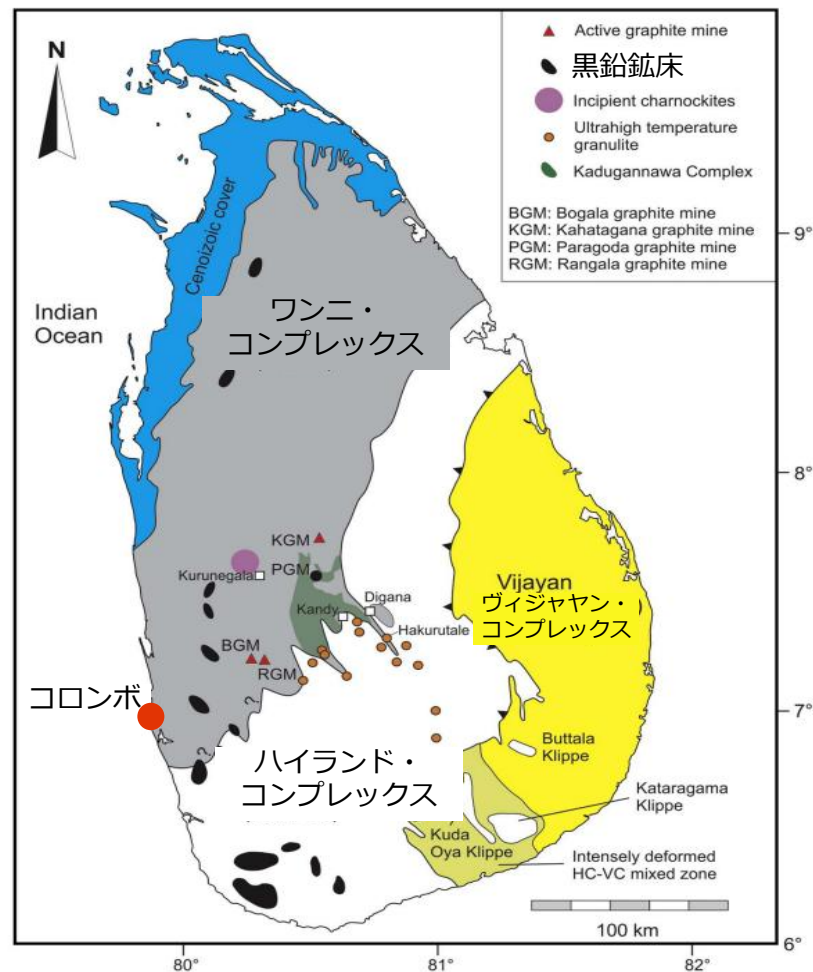 N
Active graphite mine
黒鉛鉱床
Incipient charnockites
Ultrahigh temperature
granulite
Kadugannawa Complex
BGM: Bogala graphite mine
KGM: Kahatagana graphite mine
PGM: Paragoda graphite mine
RGM: Rangala graphite mine
Cenoizoic cover
Indian
Ocean
ワンニ・
コンプレックス
9°
8°
7°
6°
KGM
PGM
Kurunegala
Digana
Kandy
Hakurutale
BGM
RGM
?
?
Vijayan
ヴィジャヤン・
コンプレックス
コロンボ
ハイランド・
コンプレックス
Buttala
Klippe
Kataragama
Klippe
Kuda
Oya Klippe
Intensely deformed
HC-VC mixed zone
100 km
80°
81°
82°